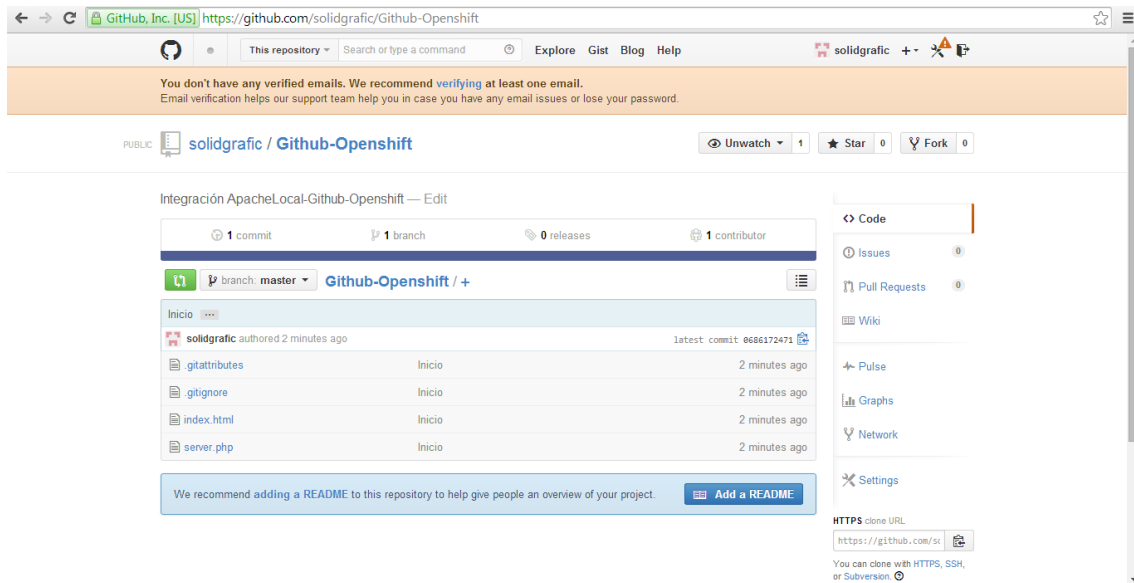 GitHub, Inc. [US] https://github.com/solidgrafic/Github-Openshift
This repository Search or type a command Explore Gist Blog Help solidgrafic +
You don't have any verified emails. We recommend verifying at least one email.
Email verification helps our support team help you in case you have any email issues or lose your password.
PUBLIC solidgrafic / Github-Openshift Unwatch 1 Star 0 Fork 0
Integración ApacheLocal-Github-Openshift — Edit
1 commit 1 branch 0 releases 1 contributor
branch: master Github-Openshift / +
Inicio ...
solidgrafic authored 2 minutes ago latest commit 0686172471
.gitattributes Inicio 2 minutes ago
.gitignore Inicio 2 minutes ago
index.html Inicio 2 minutes ago
server.php Inicio 2 minutes ago
We recommend adding a README to this repository to help give people an overview of your project. Add a README
Code
Issues 0
Pull Requests 0
Wiki
Pulse
Graphs
Network
Settings
HTTPS clone URL
https://github.com/so
You can clone with HTTPS, SSH,
or Subversion.